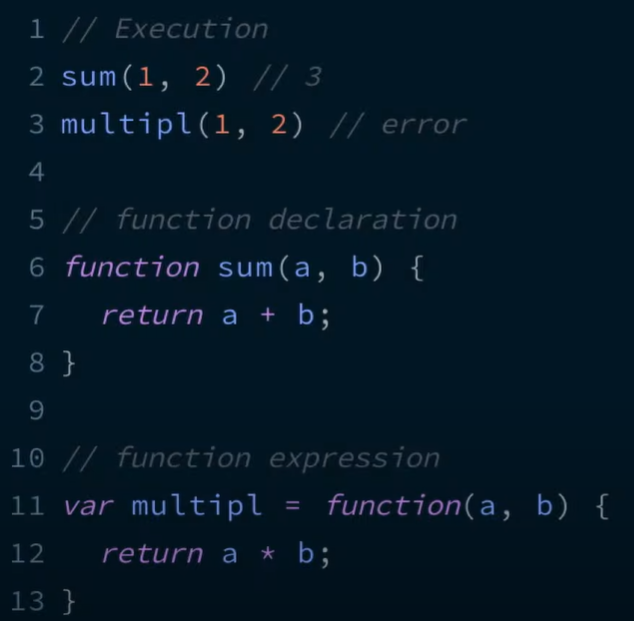 1 // Execution
2 sum(1, 2) // 3
3 multipl(1, 2) // error
4
5 // function declaration
6 function sum(a, b) {
7   return a + b;
8 }
9
10 // function expression
11 var multipl = function(a, b) {
12   return a * b;
13 }